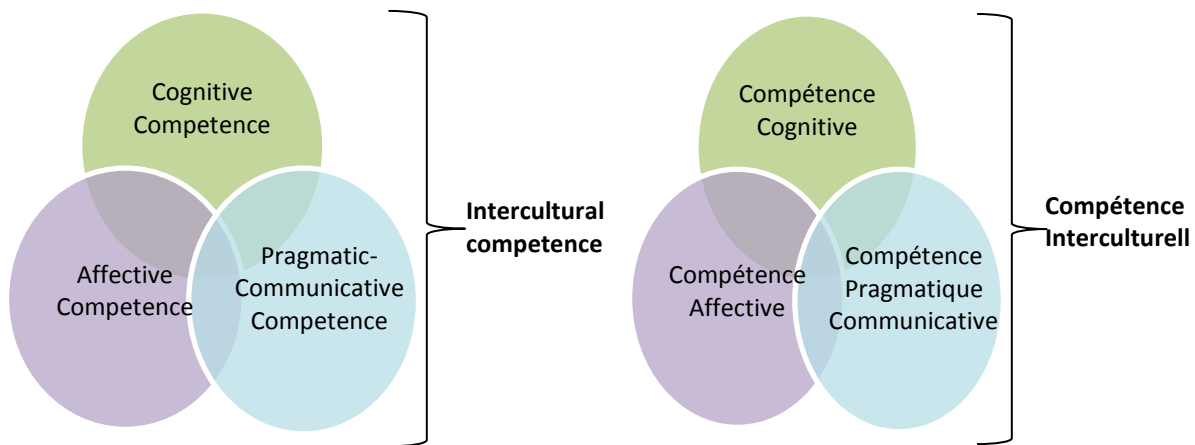 Cognitive
Competence
Affective
Competence
Pragmatic-
Communicative
Competence
Intercultural
competence
Compétence
Cognitive
Compétence
Affective
Compétence
Pragmatique
Communicative
Compétence
Interculturell